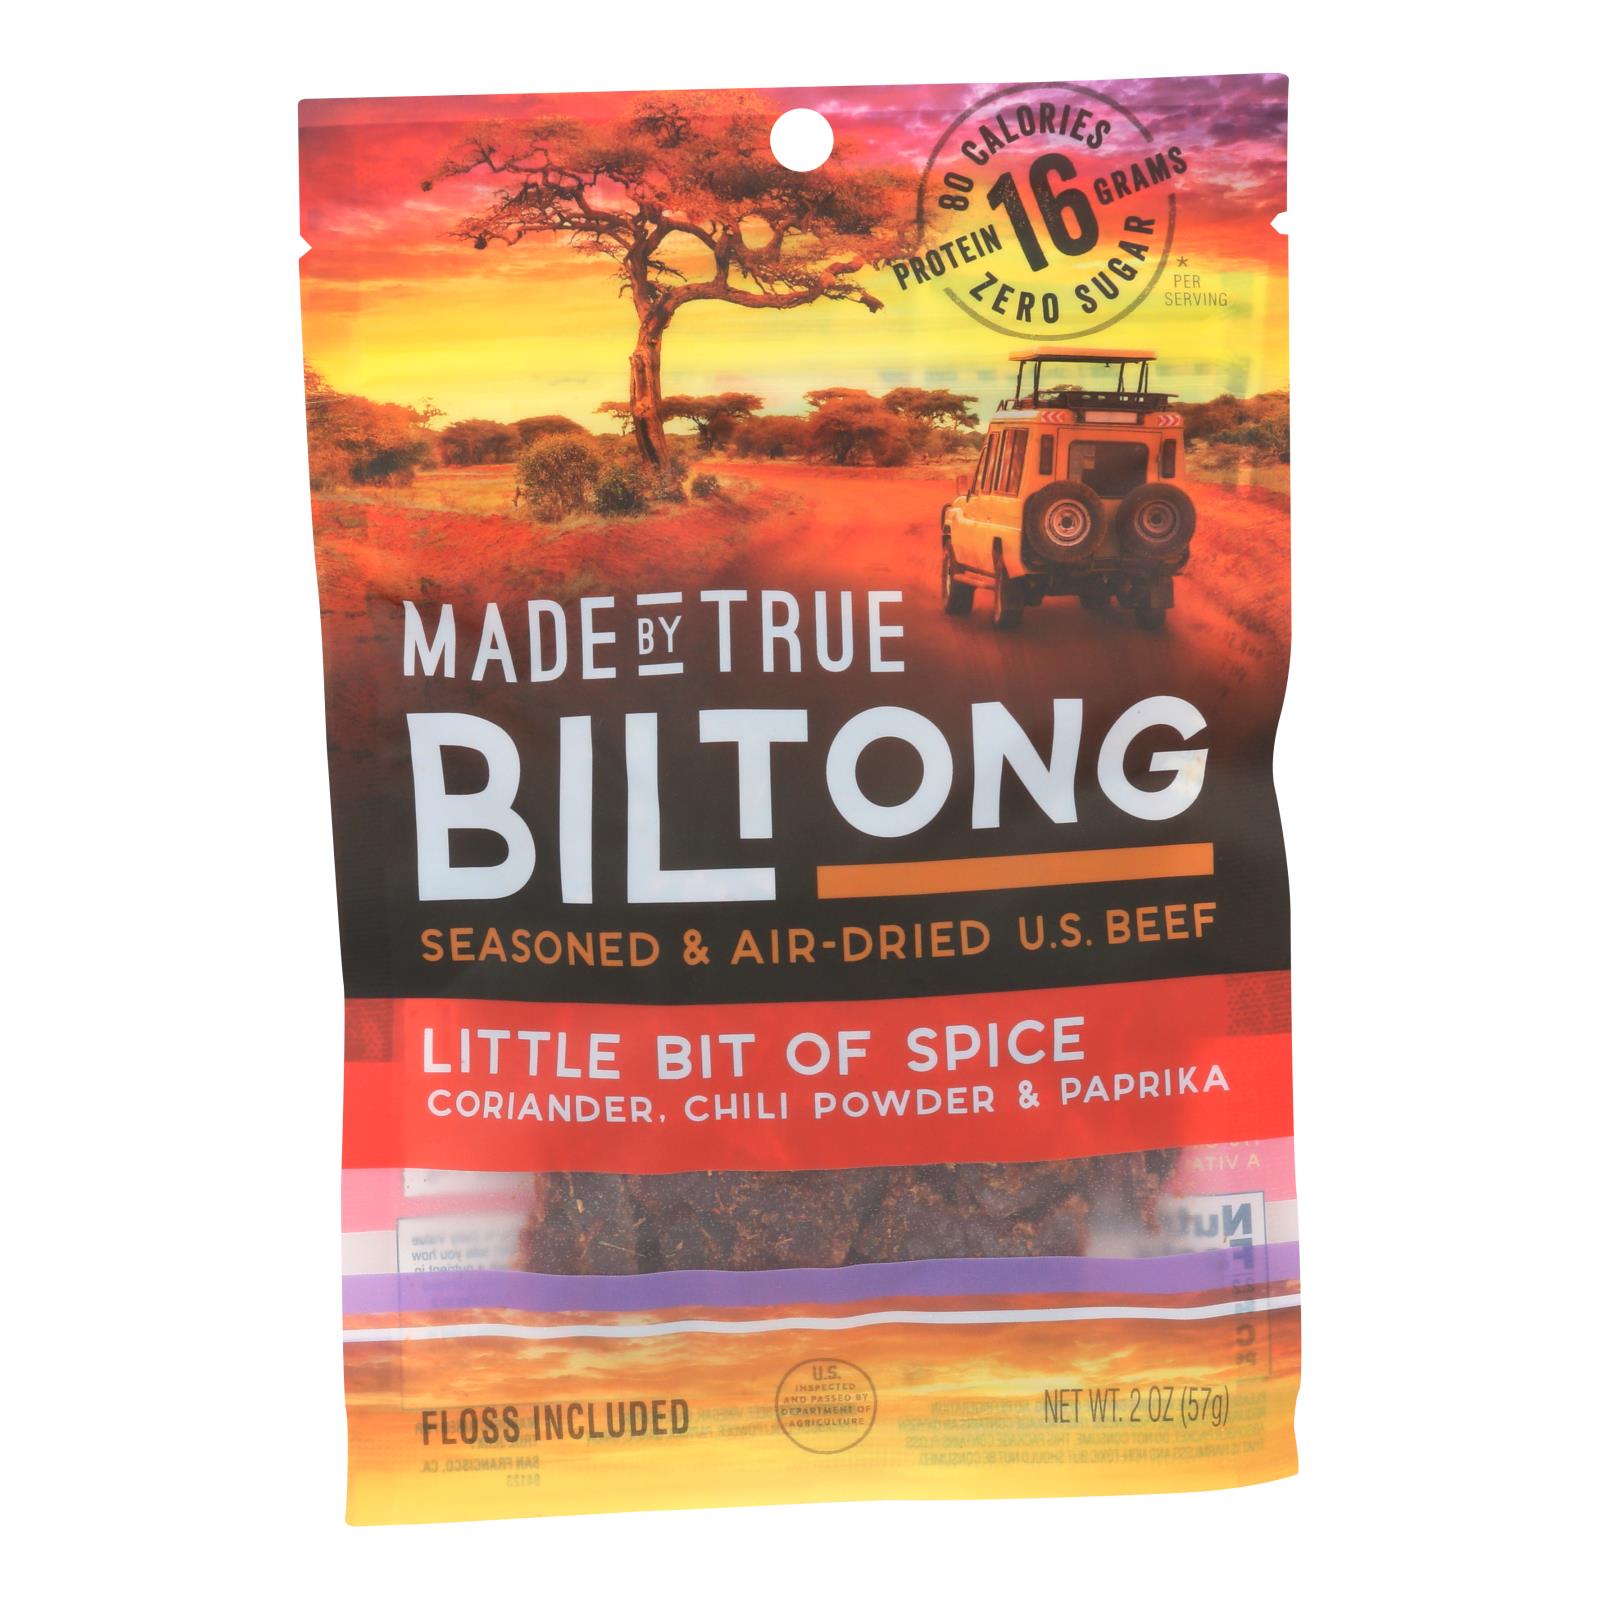 80 CALORIES
PROTEIN 16 GRAMS
ZERO SUGAR
*
PER
SERVING
MADE BY TRUE
BILTONG
SEASONED & AIR-DRIED U.S. BEEF
LITTLE BIT OF SPICE
CORIANDER, CHILI POWDER & PAPRIKA
FLOSS INCLUDED
U.S.
INSPECTED
AND PASSED BY
DEPARTMENT OF
AGRICULTURE
NET WT. 2 OZ (57g)
SAN FRANCISCO, CA.
94123